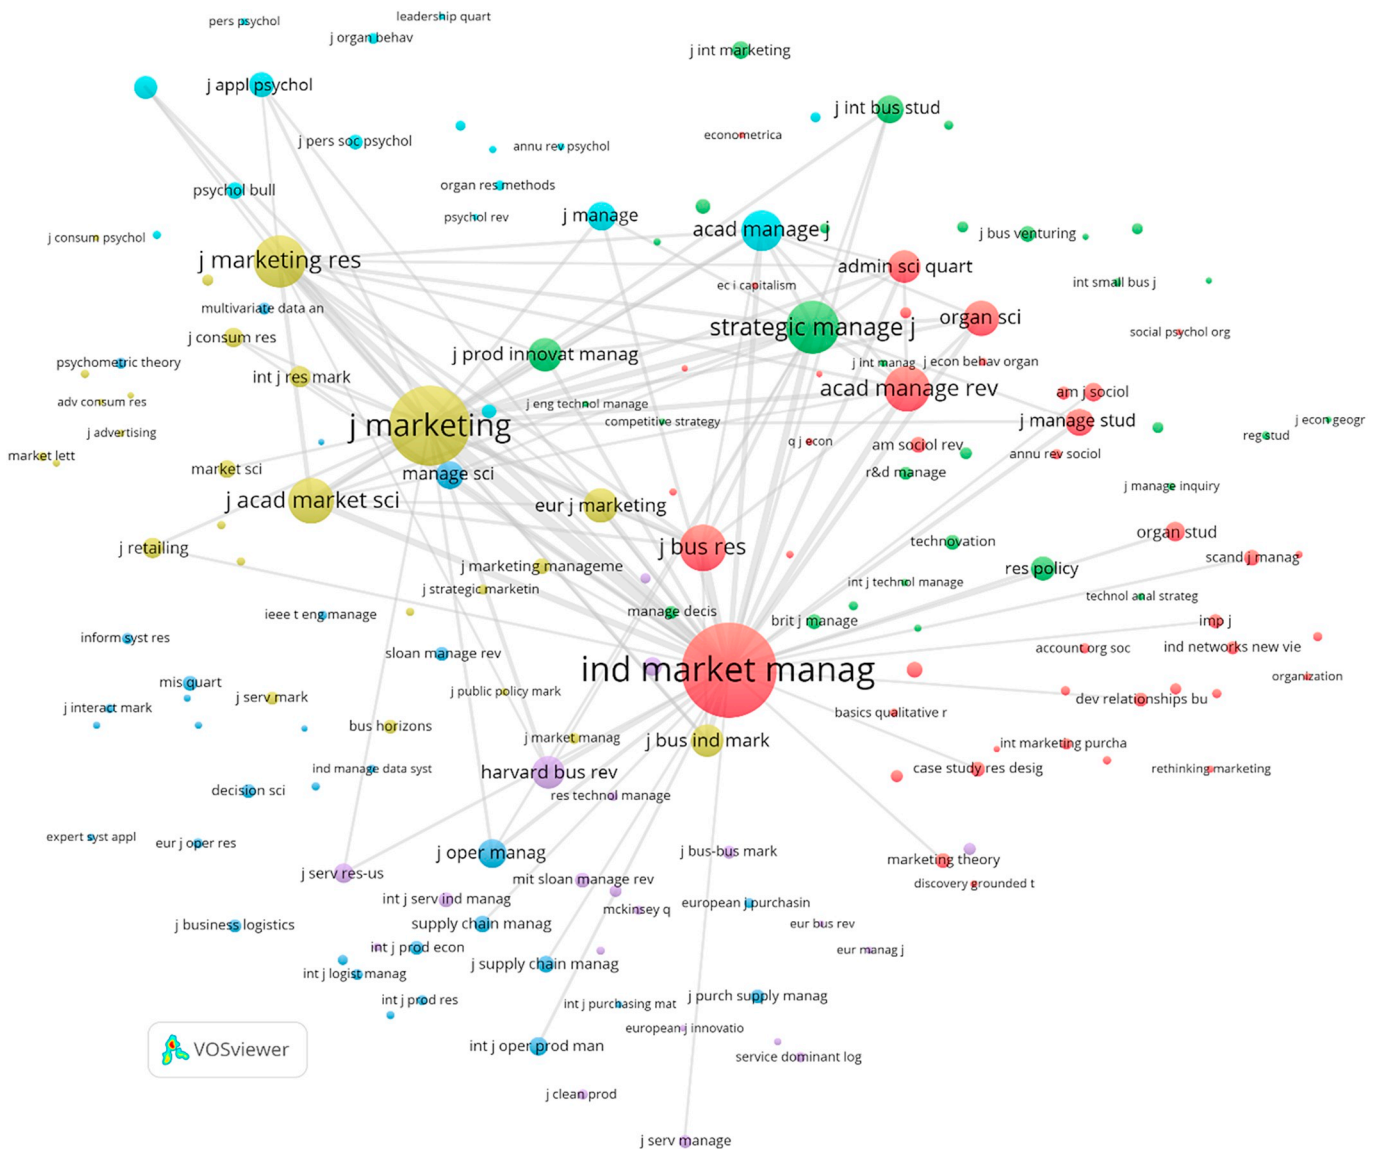 leadership quart
pers psychol
j organ behav
j int marketing
j appl psychol
j int bus stud
econometrica
j pers soc psychol
annu rev psychol
organ res methods
psychol bull
j manage
psychol rev
acad manage j
j bus venturing
j consum psychol
j marketing res
admin sci quart
ec i capitalism
int small bus j
multivariate data an
organ sci
strategic manage j
social psychol org
j consum res
j prod innovat manag
psychometric theory
j int manag
j econ behav organ
int j res mark
acad manage rev
am j sociol
adv consum res
j eng technol manage
competitive strategy
j manage stud
j econ geogr
j marketing
j advertising
q j econ
am sociol rev
reg stud
market lett
annu rev sociol
market sci
manage sci
r&d manage
j manage inquiry
j acad market sci
eur j marketing
organ stud
j retailing
j bus res
technovation
scand j manag
j marketing manageme
res policy
int j technol manage
j strategic marketin
technol anal strateg
ieee t eng manage
manage decis
brit j manage
imp j
inform syst res
sloan manage rev
account org soc
ind networks new vie
ind market manag
organization
mis quart
j serv mark
j public policy mark
dev relationships bu
j interact mark
basics qualitative r
bus horizons
j market manag
j bus ind mark
int marketing purcha
ind manage data syst
harvard bus rev
case study res desig
rethinking marketing
decision sci
res technol manage
expert syst appl
eur j oper res
j oper manag
j bus-bus mark
marketing theory
j serv res-us
mit sloan manage rev
discovery grounded t
int j serv ind manag
mckinsey q
european j purchasin
j business logistics
supply chain manag
eur bus rev
int j prod econ
eur manag j
j supply chain manag
int j logist manag
int j prod res
int j purchasing mat
j purch supply manag
european j innovatio
int j oper prod man
service dominant log
VOSviewer
j clean prod
j serv manage